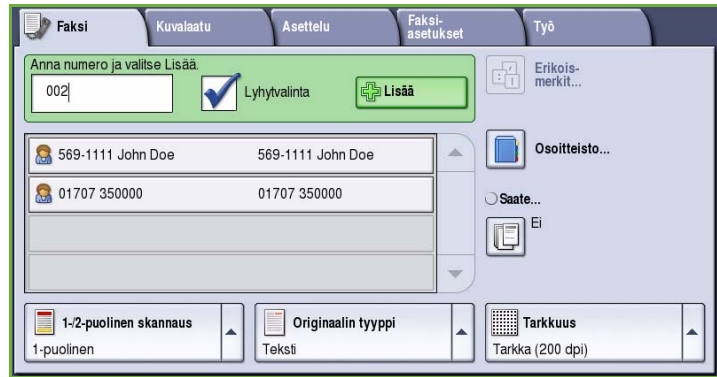 Faksi
Kuvalaatu
Asettelu
Faksi-
asetukset
Työ
Anna numero ja valitse Lisää.
002
Lyhytvalinta
Lisää
Erikois-
merkit...
569-1111 John Doe 569-1111 John Doe
01707 350000 01707 350000
Osoitteisto...
Saate...
Ei
1-/2-puolinen skannaus
1-puolinen
Originaalin tyyppi
Teksti
Tarkkuus
Tarkka (200 dpi)